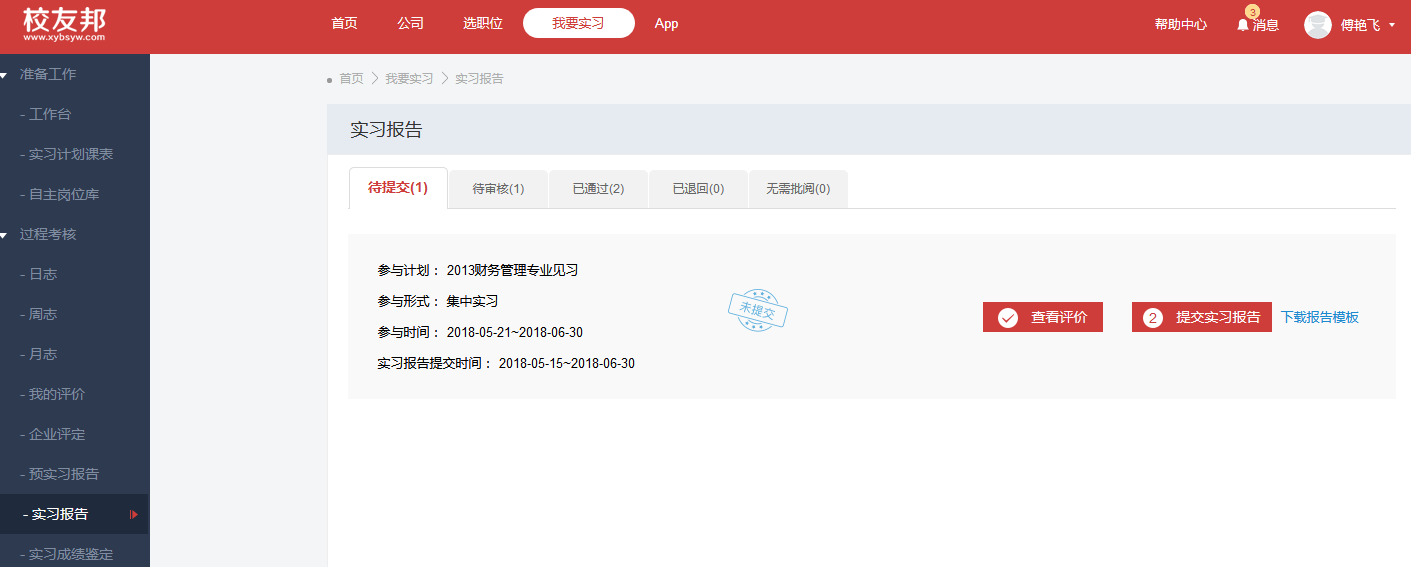 校友邦
www.xybsyw.com
首页 公司 选职位 我要实习 App
帮助中心 3 消息 傅艳飞
准备工作
- 工作台
- 实习计划课表
- 自主岗位库
过程考核
- 日志
- 周志
- 月志
- 我的评价
- 企业评定
- 预实习报告
- 实习报告
- 实习成绩鉴定
首页 > 我要实习 > 实习报告
实习报告
待提交(1) 待审核(1) 已通过(2) 已退回(0) 无需批阅(0)
参与计划： 2013财务管理专业见习
参与形式： 集中实习
参与时间： 2018-05-21~2018-06-30
实习报告提交时间： 2018-05-15~2018-06-30
未提交
查看评价
2 提交实习报告
下载报告模板